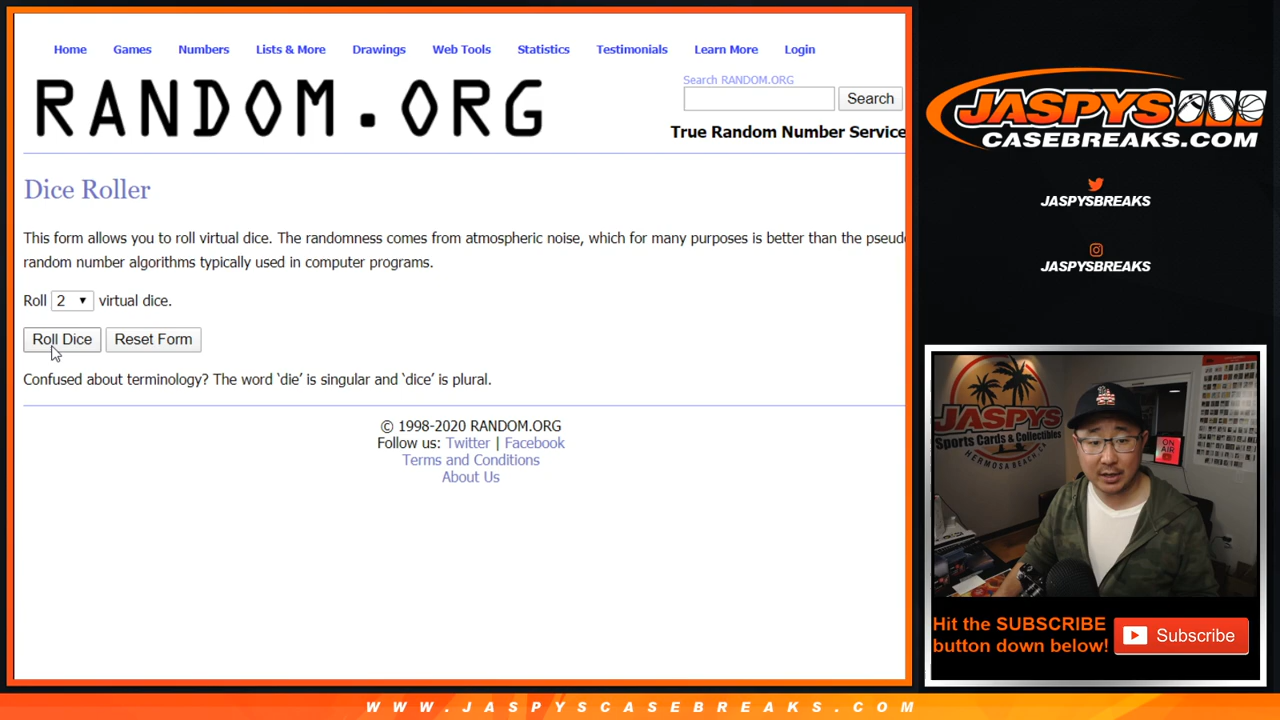 Home Games Numbers Lists & More Drawings Web Tools Statistics Testimonials Learn More Login
RANDOM.ORG
Search RANDOM.ORG
Search
True Random Number Service
Dice Roller
This form allows you to roll virtual dice. The randomness comes from atmospheric noise, which for many purposes is better than the pseudo
random number algorithms typically used in computer programs.
Roll 2 virtual dice.
Roll Dice Reset Form
Confused about terminology? The word ‘die’ is singular and ‘dice’ is plural.
© 1998-2020 RANDOM.ORG
Follow us: Twitter | Facebook
Terms and Conditions
About Us
JASPYS
CASEBREAKS.COM
JASPYSBREAKS
JASPYSBREAKS
JASPYS
Sports Cards & Collectibles
HERMOSA BEACH, CA
ON
AIR
Hit the SUBSCRIBE
button down below!
Subscribe
WWW.JASPYSCASEBREAKS.COM